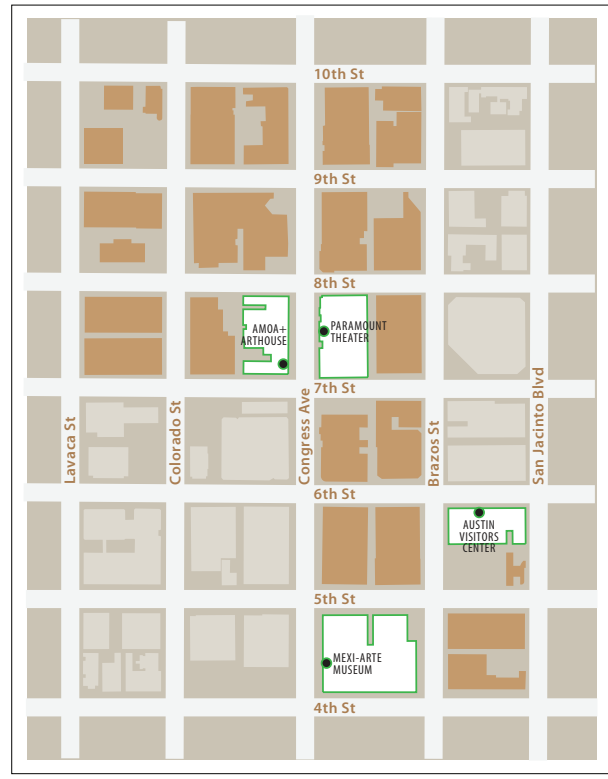 10th St
9th St
8th St
AMOA+
ARTHOUSE
PARAMOUNT
THEATER
7th St
Lavaca St
Colorado St
Congress Ave
Brazos St
San Jacinto Blvd
6th St
AUSTIN
VISITORS
CENTER
5th St
MEXI-ARTE
MUSEUM
4th St